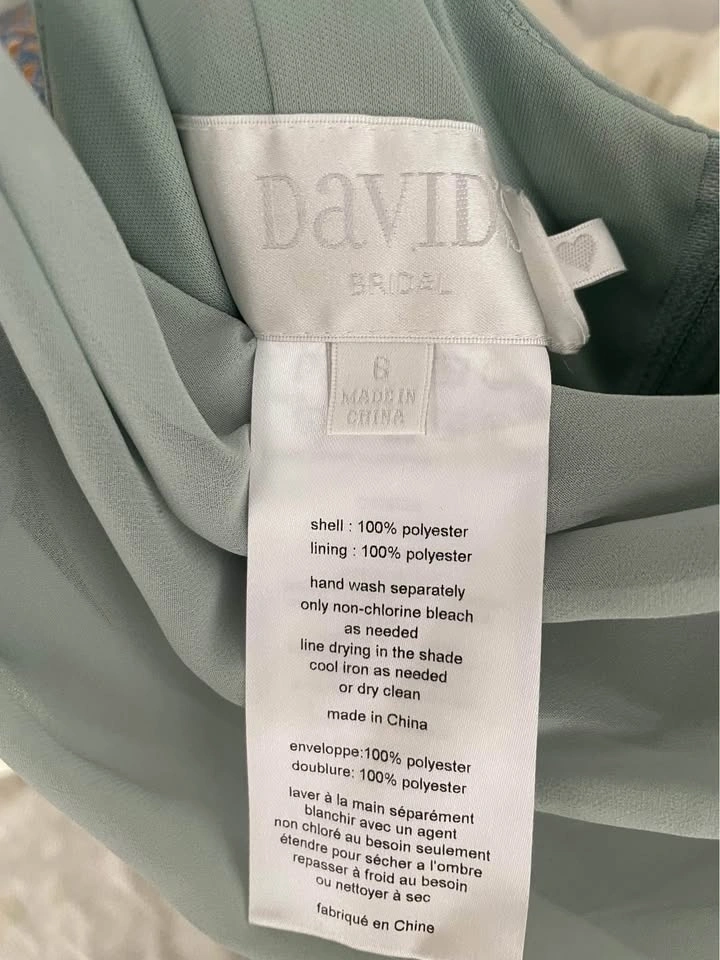 DaVID'S
BRIDAL
6
MADE IN
CHINA
shell : 100% polyester
lining : 100% polyester
hand wash separately
only non-chlorine bleach
as needed
line drying in the shade
cool iron as needed
or dry clean
made in China
enveloppe:100% polyester
doublure: 100% polyester
laver à la main séparément
blanchir avec un agent
non chloré au besoin seulement
étendre pour sécher a l'ombre
repasser à froid au besoin
ou nettoyer à sec
fabriqué en Chine